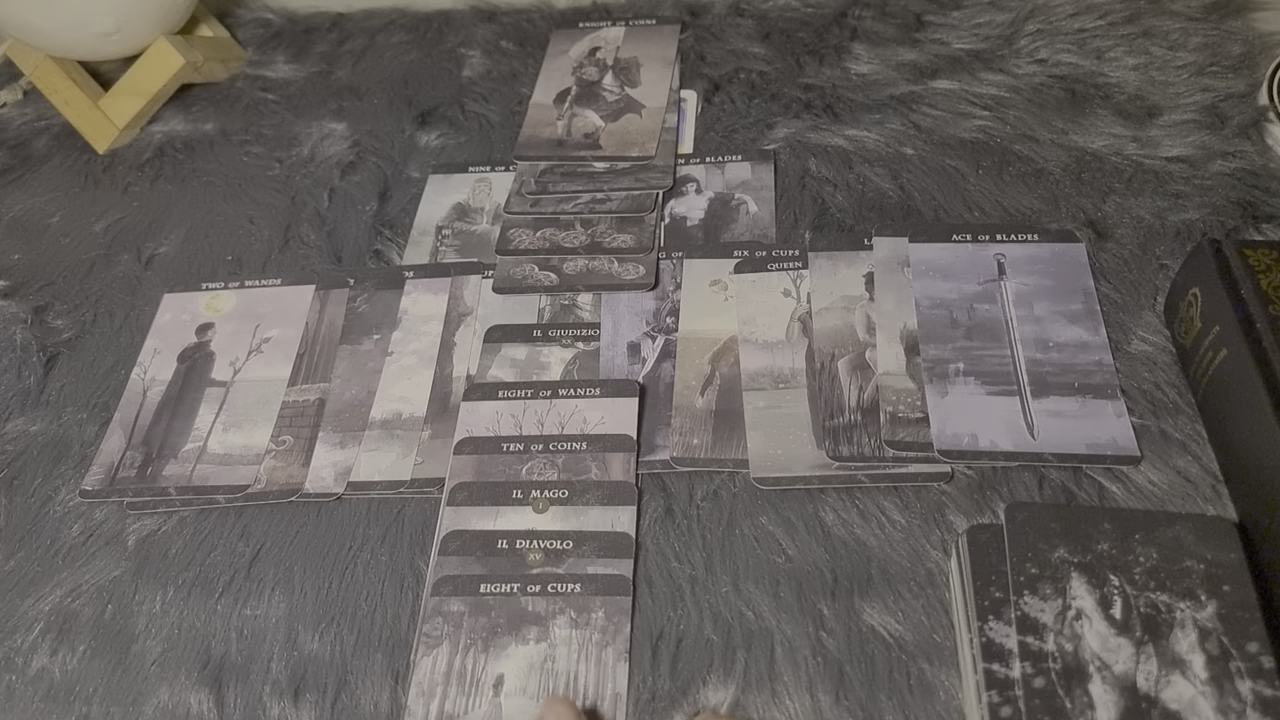 KNIGHT OF COINS
NINE OF
OF BLADES
SIX OF CUPS
QUEEN
ACE OF BLADES
TWO OF WANDS
IL GIUDIZIO
XX
EIGHT OF WANDS
TEN OF COINS
IL MAGO
I
IL DIAVOLO
XV
EIGHT OF CUPS